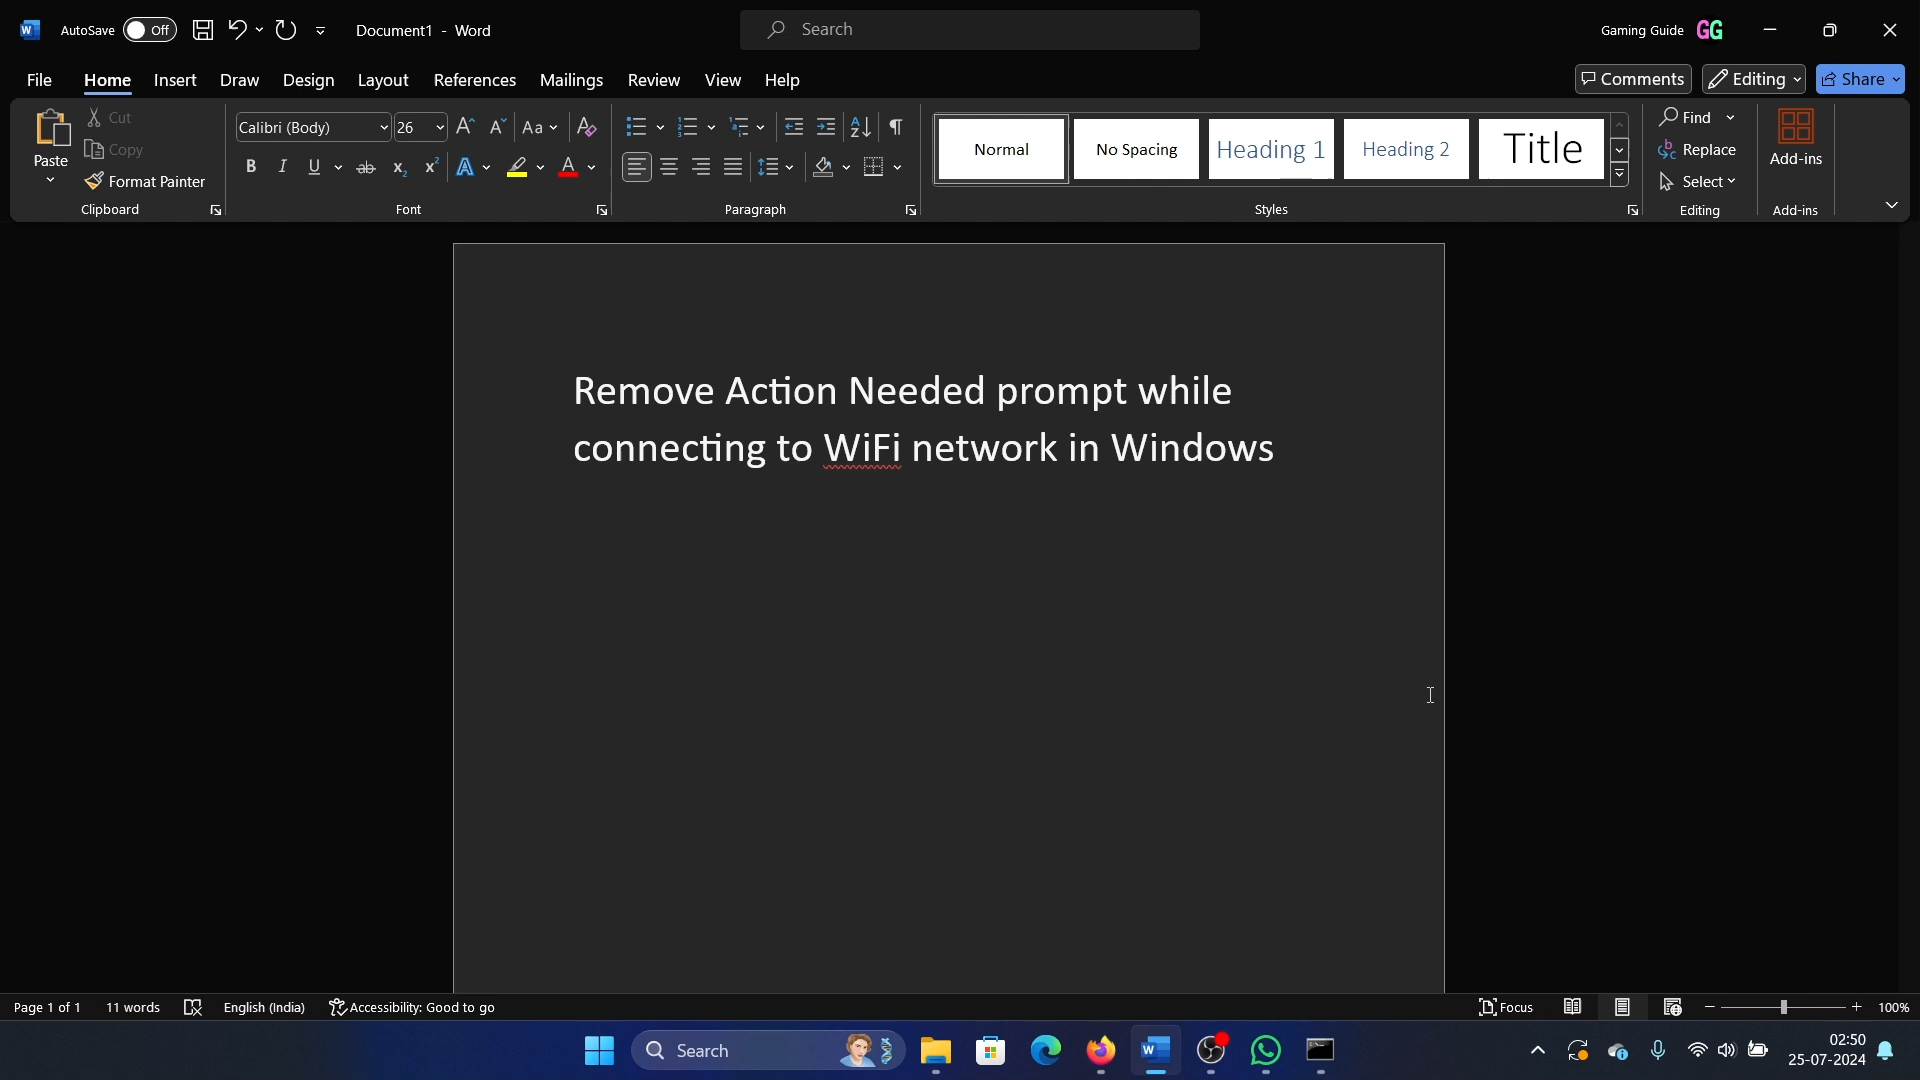 AutoSave Off Document1 - Word Search Gaming Guide GG
File Home Insert Draw Design Layout References Mailings Review View Help Comments Editing Share
Paste Cut Copy Format Painter Clipboard
Calibri (Body) 26 Aa Font
Paragraph
Normal No Spacing Heading 1 Heading 2 Title Styles
Find Replace Select Editing
Add-ins Add-ins
Remove Action Needed prompt while
connecting to WiFi network in Windows
Page 1 of 1 11 words English (India) Accessibility: Good to go Focus 100%
Search 02:50
25-07-2024